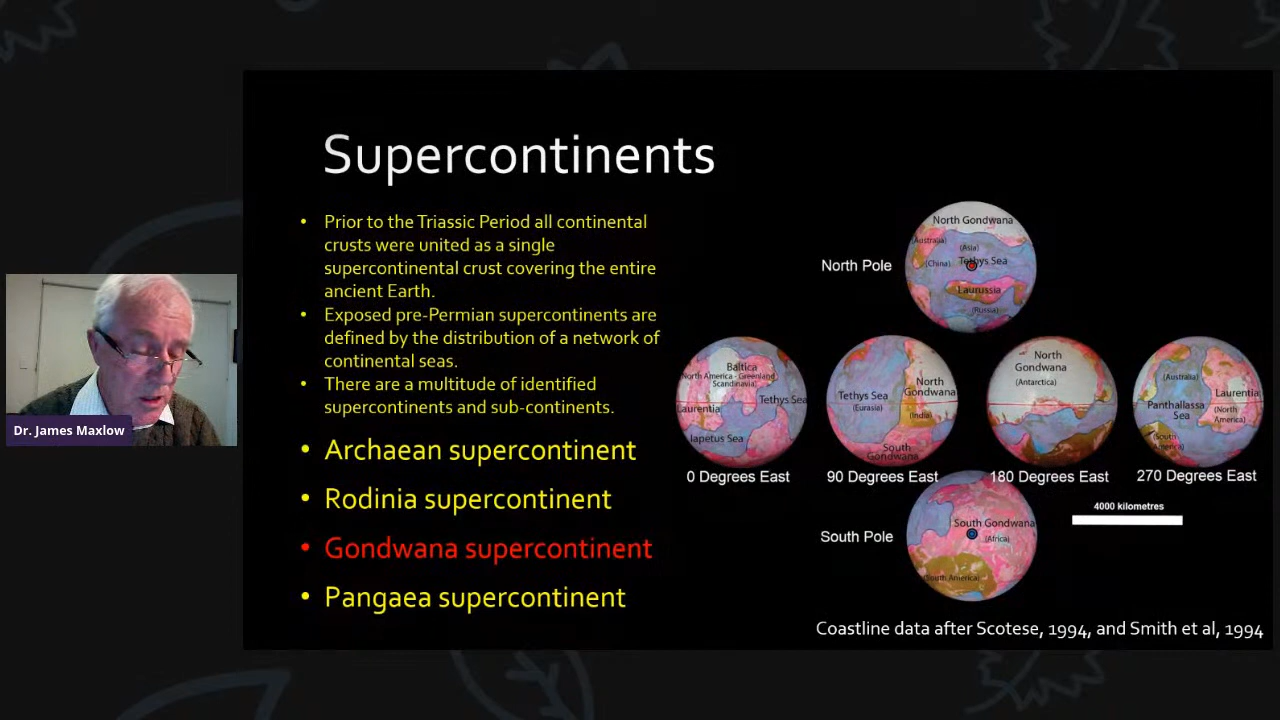 Supercontinents
• Prior to the Triassic Period all continental
crusts were united as a single
supercontinental crust covering the entire
ancient Earth.
• Exposed pre-Permian supercontinents are
defined by the distribution of a network of
continental seas.
• There are a multitude of identified
supercontinents and sub-continents.
• Archaean supercontinent
• Rodinia supercontinent
• Gondwana supercontinent
• Pangaea supercontinent
Dr. James Maxlow
North Pole
North Gondwana
(Australia)
(Asia)
(China)
Tethys Sea
Laurussia
(Russia)
Baltica
North America - Greenland
Scandinavia)
Laurentia
Tethys Sea
Iapetus Sea
0 Degrees East
Tethys Sea
(Eurasia)
North
Gondwana
(India)
South
Gondwana
90 Degrees East
North
Gondwana
(Antarctica)
180 Degrees East
(Australia)
Laurentia
Panthallassa
Sea
(North
America)
(South
America)
270 Degrees East
4000 kilometres
South Pole
South Gondwana
(Africa)
(South America)
Coastline data after Scotese, 1994, and Smith et al, 1994